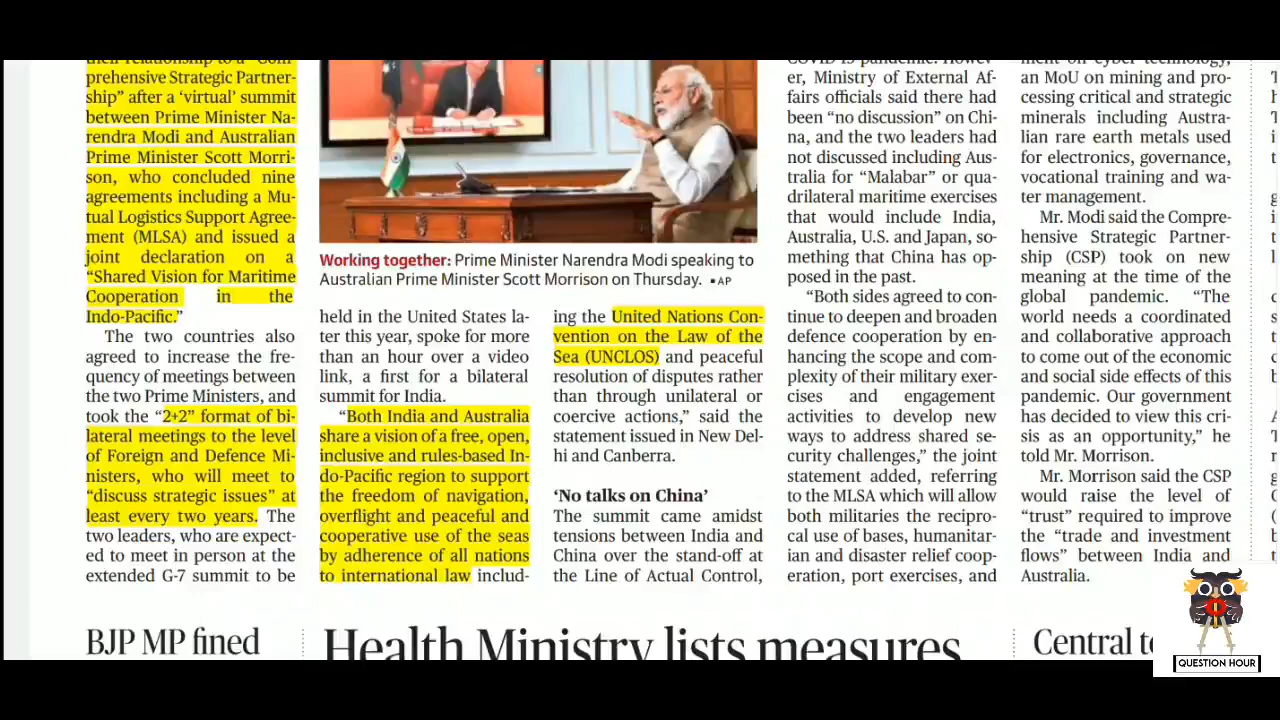 their relationship to a "Com-
prehensive Strategic Partner-
ship" after a 'virtual' summit
between Prime Minister Na-
rendra Modi and Australian
Prime Minister Scott Morri-
son, who concluded nine
agreements including a Mu-
tual Logistics Support Agree-
ment (MLSA) and issued a
joint declaration on a
"Shared Vision for Maritime
Cooperation in the
Indo-Pacific."
The two countries also
agreed to increase the fre-
quency of meetings between
the two Prime Ministers, and
took the "2+2" format of bi-
lateral meetings to the level
of Foreign and Defence Mi-
nisters, who will meet to
"discuss strategic issues" at
least every two years. The
two leaders, who are expect-
ed to meet in person at the
extended G-7 summit to be
Working together: Prime Minister Narendra Modi speaking to
Australian Prime Minister Scott Morrison on Thursday. ▪AP
held in the United States la-
ter this year, spoke for more
than an hour over a video
link, a first for a bilateral
summit for India.
"Both India and Australia
share a vision of a free, open,
inclusive and rules-based In-
do-Pacific region to support
the freedom of navigation,
overflight and peaceful and
cooperative use of the seas
by adherence of all nations
to international law includ-
ing the United Nations Con-
vention on the Law of the
Sea (UNCLOS) and peaceful
resolution of disputes rather
than through unilateral or
coercive actions," said the
statement issued in New Del-
hi and Canberra.
'No talks on China'
The summit came amidst
tensions between India and
China over the stand-off at
the Line of Actual Control,
COVID-19 pandemic. Howev-
er, Ministry of External Af-
fairs officials said there had
been "no discussion" on Chi-
na, and the two leaders had
not discussed including Aus-
tralia for "Malabar" or qua-
drilateral maritime exercises
that would include India,
Australia, U.S. and Japan, so-
mething that China has op-
posed in the past.
"Both sides agreed to con-
tinue to deepen and broaden
defence cooperation by en-
hancing the scope and com-
plexity of their military exer-
cises and engagement
activities to develop new
ways to address shared se-
curity challenges," the joint
statement added, referring
to the MLSA which will allow
both militaries the recipro-
cal use of bases, humanitar-
ian and disaster relief coop-
eration, port exercises, and
ment on cyber technology,
an MoU on mining and pro-
cessing critical and strategic
minerals including Austra-
lian rare earth metals used
for electronics, governance,
vocational training and wa-
ter management.
Mr. Modi said the Compre-
hensive Strategic Partner-
ship (CSP) took on new
meaning at the time of the
global pandemic. "The
world needs a coordinated
and collaborative approach
to come out of the economic
and social side effects of this
pandemic. Our government
has decided to view this cri-
sis as an opportunity," he
told Mr. Morrison.
Mr. Morrison said the CSP
would raise the level of
"trust" required to improve
the "trade and investment
flows" between India and
Australia.
BJP MP fined
Health Ministry lists measures
Central
QUESTION HOUR